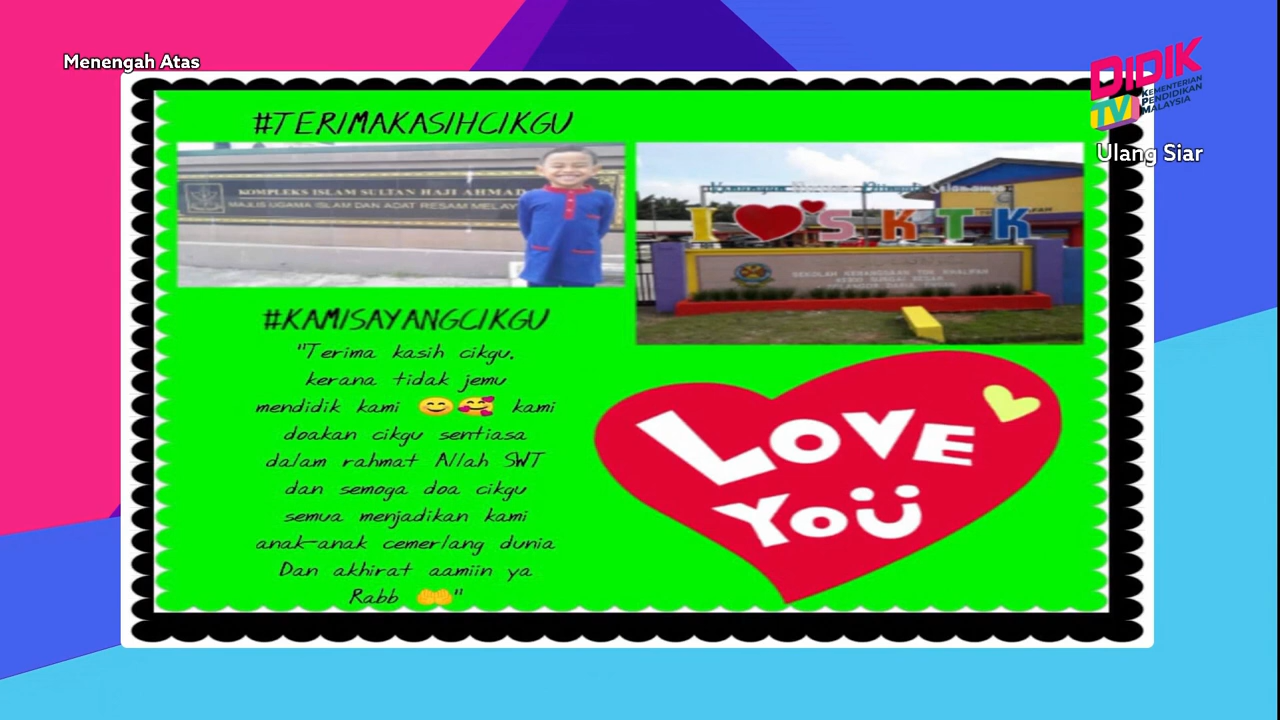 Menengah Atas
DIDIK
TV
KEMENTERIAN
PENDIDIKAN
MALAYSIA
Ulang Siar
#TERIMAKASIHCIKGU
KOMPLEKS ISLAM SULTAN HAJI AHMAD
MAJLIS UGAMA ISLAM DAN ADAT RESAM MELAY
I S K T K
SEKOLAH KEBANGSAAN TOK KHALIFAH
#KAMISAYANGCIKGU
"Terima kasih cikgu.
kerana tidak jemu
mendidik kami 😊🥰 kami
doakan cikgu sentiasa
dalam rahmat Allah SWT
dan semoga doa cikgu
semua menjadikan kami
anak-anak cemerlang dunia
Dan akhirat aamiin ya
Rabb 🤲"
LOVE
YOU